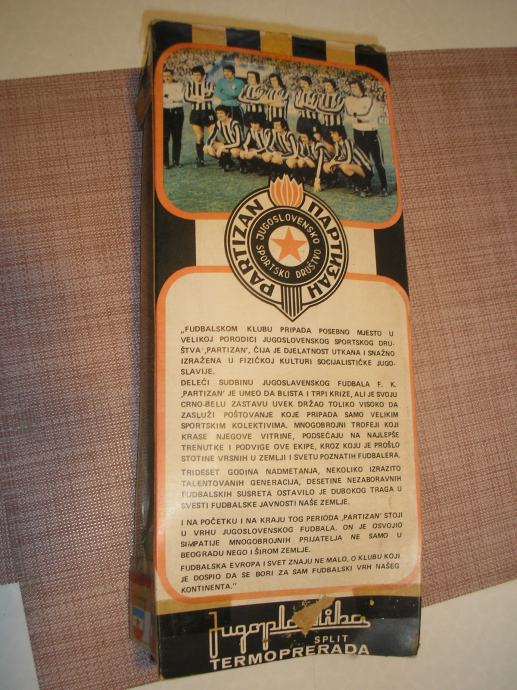 PARTIZAN ПАРТИЗАН
JUGOSLOVENSKO
SPORTSKO DRUŠTVO
„FUDBALSKOM KLUBU PRIPADA POSEBNO MJESTO U
VELIKOJ PORODICI JUGOSLOVENSKOG SPORTSKOG DRU-
ŠTVA ‚PARTIZAN’, ČIJA JE DJELATNOST UTKANA I SNAŽNO
IZRAŽENA U FIZIČKOJ KULTURI SOCIJALISTIČKE JUGO-
SLAVIJE.
DELEĆI SUDBINU JUGOSLAVENSKOG FUDBALA F. K.
‚PARTIZAN’ JE UMEO DA BLISTA I TRPI KRIZE, ALI JE SVOJU
CRNO-BELU ZASTAVU UVEK DRŽAO TOLIKO VISOKO DA
ZASLUŽI POŠTOVANJE KOJE PRIPADA SAMO VELIKIM
SPORTSKIM KOLEKTIVIMA. MNOGOBROJNI TROFEJI KOJI
KRASE NJEGOVE VITRINE, PODSEĆAJU NA NAJLEPŠE
TRENUTKE I PODVIGE OVE EKIPE, KROZ KOJU JE PROŠLO
STOTINE VRSNIH U ZEMLJI I SVETU POZNATIH FUDBALERA.
TRIDESET GODINA NADMETANJA, NEKOLIKO IZRAZITO
TALENTOVANIH GENERACIJA, DESETINE NEZABORAVNIH
FUDBALSKIH SUSRETA OSTAVILO JE DUBOKOG TRAGA U
SVESTI FUDBALSKE JAVNOSTI NAŠE ZEMLJE.
I NA POČETKU I NA KRAJU TOG PERIODA ‚PARTIZAN’ STOJI
U VRHU JUGOSLOVENSKOG FUDBALA. ON JE OSVOJIO
SIMPATIJE MNOGOBROJNIH PRIJATELJA NE SAMO U
BEOGRADU NEGO I ŠIROM ZEMLJE.
FUDBALSKA EVROPA I SVET ZNAJU NE MALO, O KLUBU KOJI
JE DOSPIO DA SE BORI ZA SAM FUDBALSKI VRH NAŠEG
KONTINENTA.”
jugoplastika
SPLIT
TERMOPRERADA